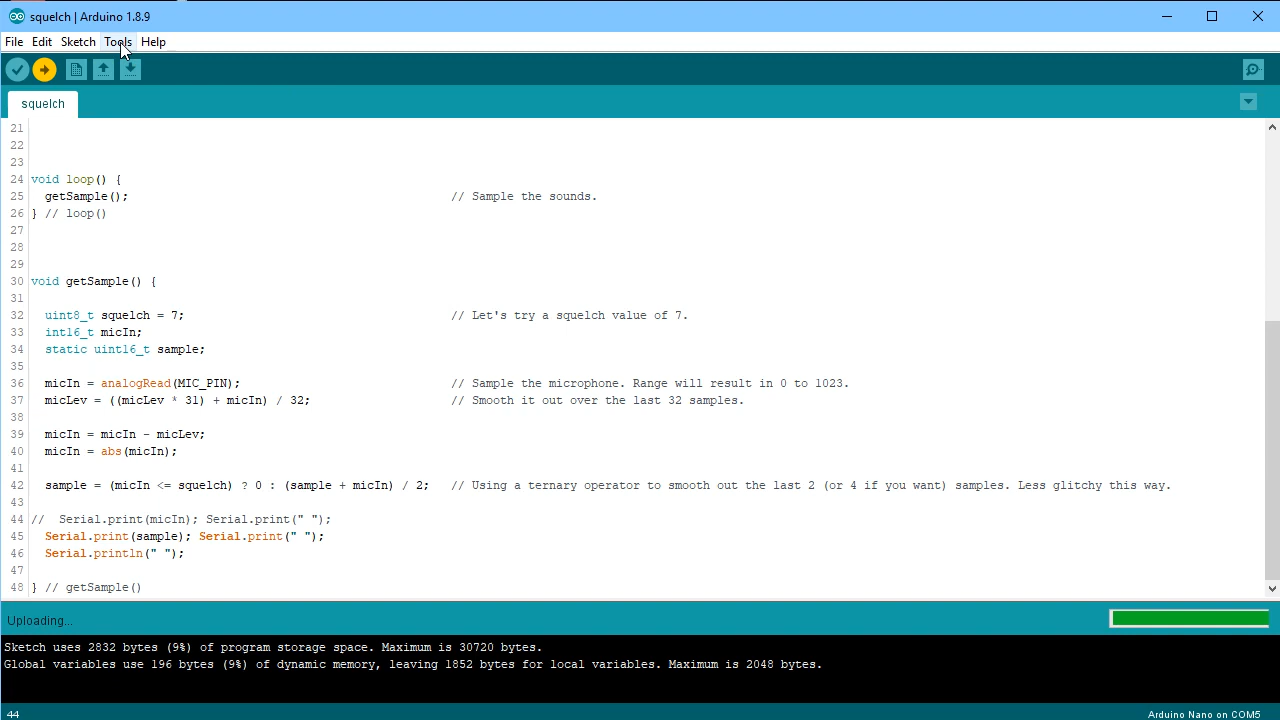 squelch | Arduino 1.8.9
File Edit Sketch Tools Help
squelch
21
22
23
24 void loop() {
25 getSample(); // Sample the sounds.
26 } // loop()
27
28
29
30 void getSample() {
31
32 uint8_t squelch = 7; // Let's try a squelch value of 7.
33 int16_t micIn;
34 static uint16_t sample;
35
36 micIn = analogRead(MIC_PIN); // Sample the microphone. Range will result in 0 to 1023.
37 micLev = ((micLev * 31) + micIn) / 32; // Smooth it out over the last 32 samples.
38
39 micIn = micIn - micLev;
40 micIn = abs(micIn);
41
42 sample = (micIn <= squelch) ? 0 : (sample + micIn) / 2; // Using a ternary operator to smooth out the last 2 (or 4 if you want) samples. Less glitchy this way.
43
44 // Serial.print(micIn); Serial.print(" ");
45 Serial.print(sample); Serial.print(" ");
46 Serial.println(" ");
47
48 } // getSample()
Uploading...
Sketch uses 2832 bytes (9%) of program storage space. Maximum is 30720 bytes.
Global variables use 196 bytes (9%) of dynamic memory, leaving 1852 bytes for local variables. Maximum is 2048 bytes.
44 Arduino Nano on COM5